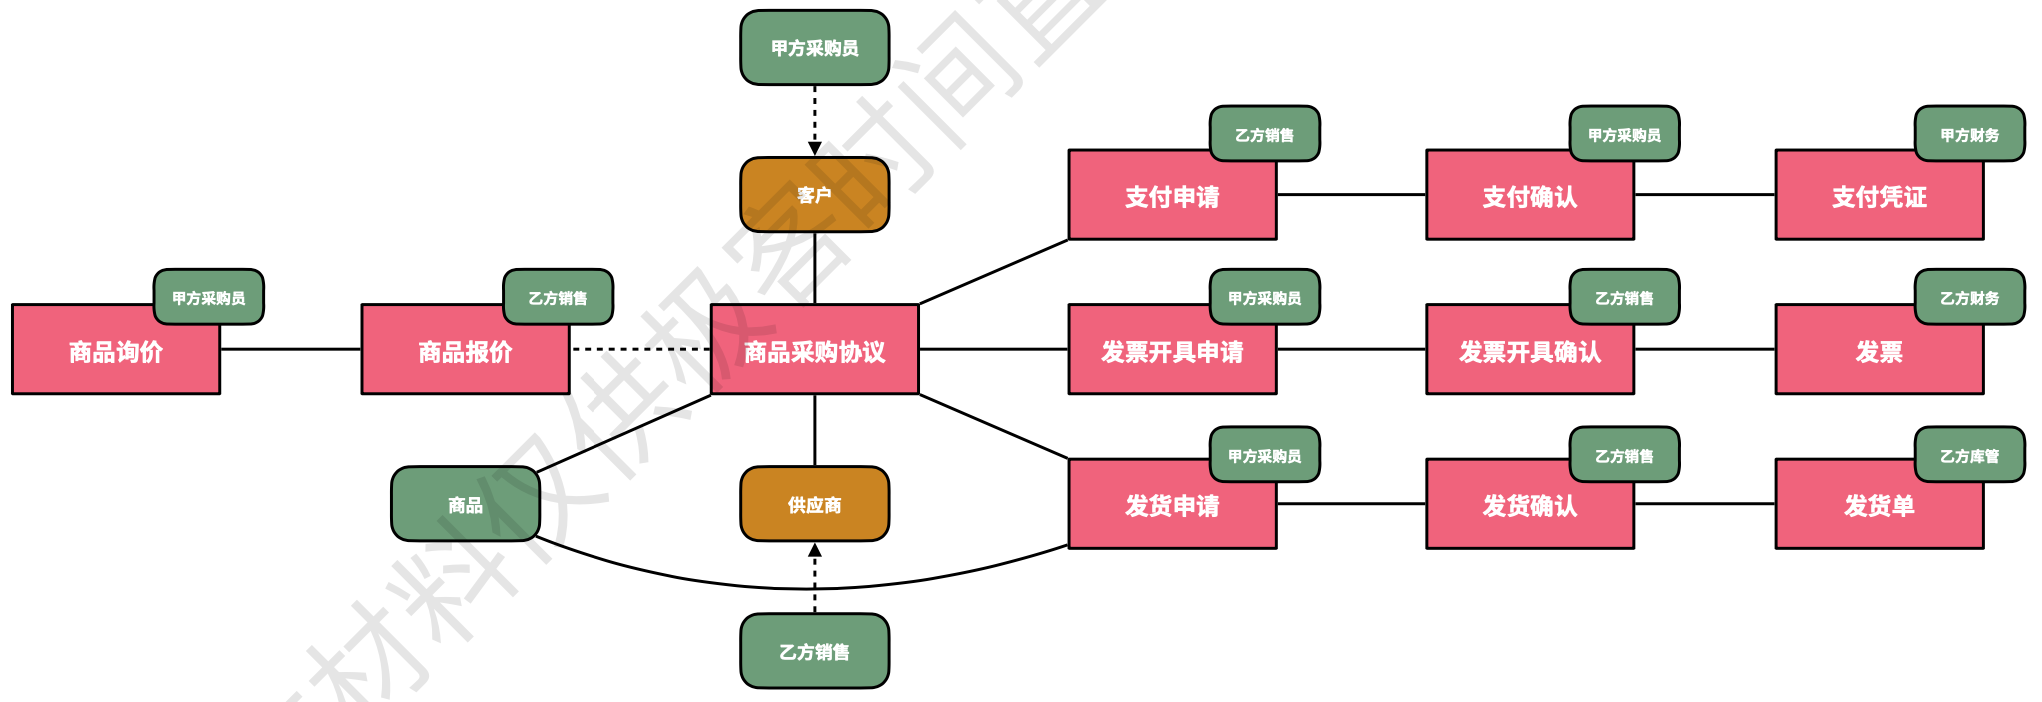 甲方采购员
客户
乙方销售
支付申请
甲方采购员
支付确认
甲方财务
支付凭证
甲方采购员
商品询价
乙方销售
商品报价
商品采购协议
甲方采购员
发票开具申请
乙方销售
发票开具确认
乙方财务
发票
商品
供应商
甲方采购员
发货申请
乙方销售
发货确认
乙方库管
发货单
乙方销售
材料仅供极客时间